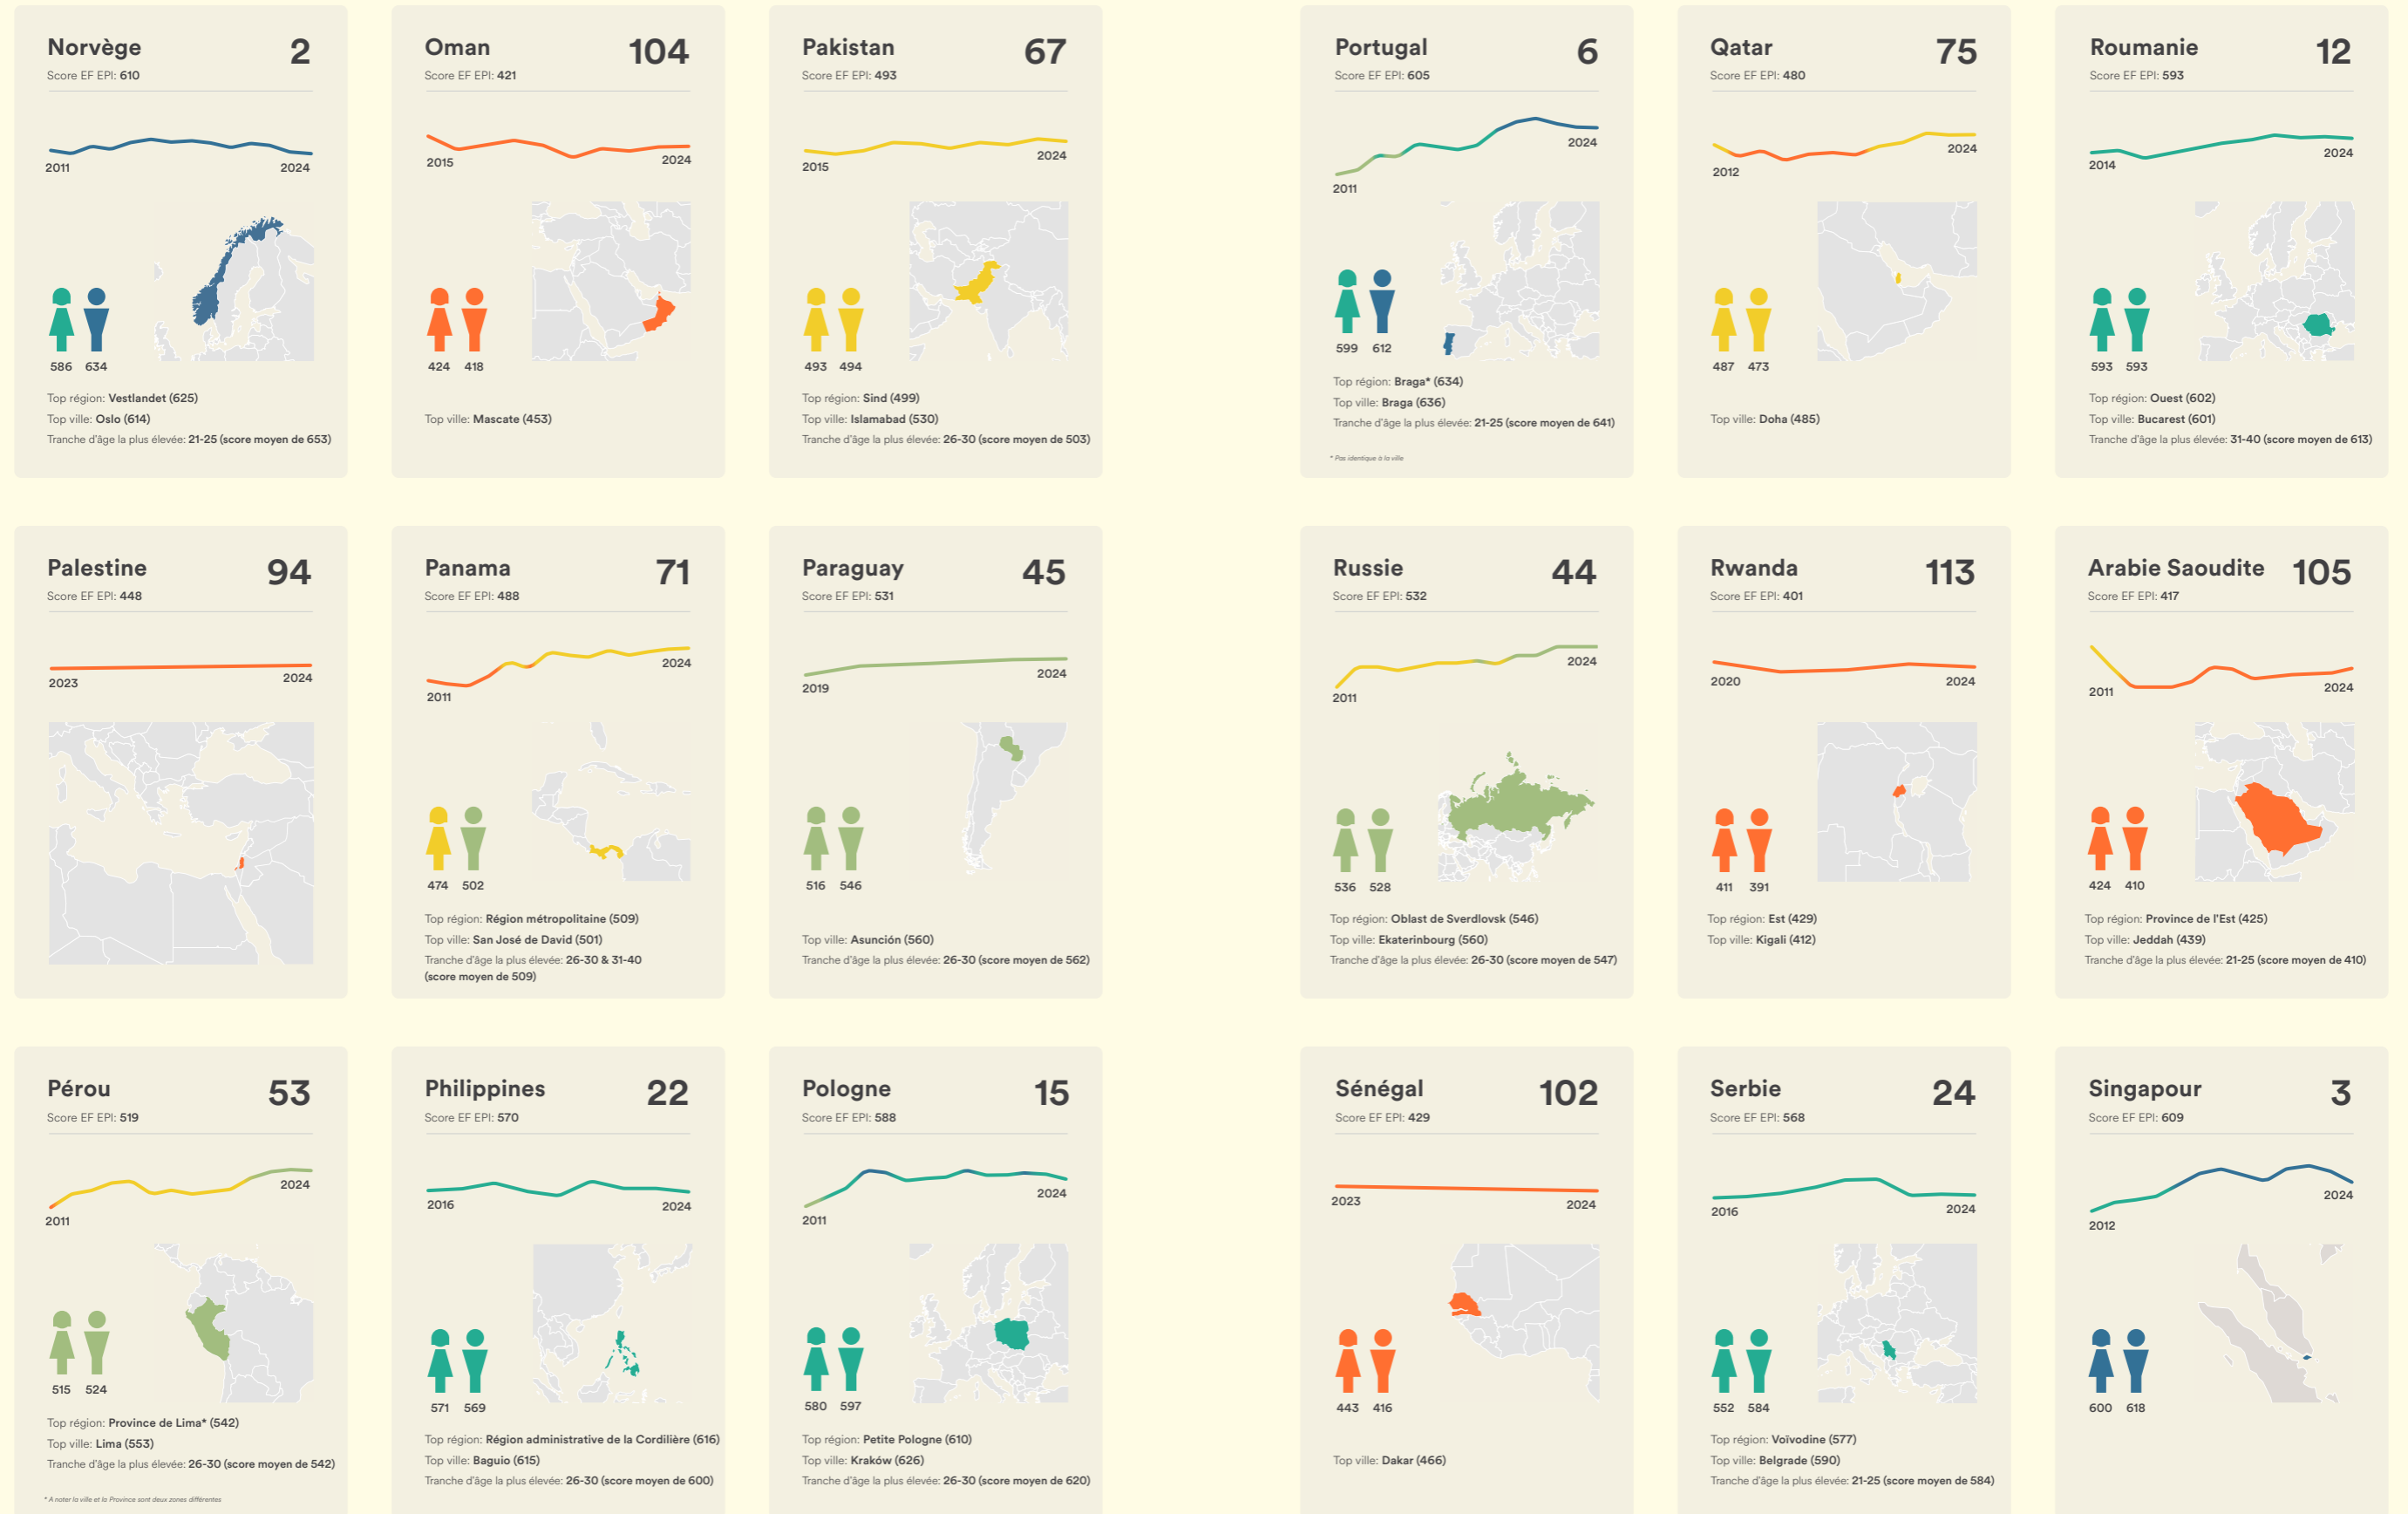 Norvège
2
Score EF EPI: 610
2011
2024
586 634
Top région: Vestlandet (625)
Top ville: Oslo (614)
Tranche d'âge la plus élevée: 21-25 (score moyen de 653)
Oman
104
Score EF EPI: 421
2015
2024
424 418
Top ville: Mascate (453)
Pakistan
67
Score EF EPI: 493
2015
2024
493 494
Top région: Sind (499)
Top ville: Islamabad (530)
Tranche d'âge la plus élevée: 26-30 (score moyen de 503)
Portugal
6
Score EF EPI: 605
2011
2024
599 612
Top région: Braga* (634)
Top ville: Braga (636)
Tranche d'âge la plus élevée: 21-25 (score moyen de 641)
* Pas identique à la ville
Qatar
75
Score EF EPI: 480
2012
2024
487 473
Top ville: Doha (485)
Roumanie
12
Score EF EPI: 593
2014
2024
593 593
Top région: Ouest (602)
Top ville: Bucarest (601)
Tranche d'âge la plus élevée: 31-40 (score moyen de 613)
Palestine
94
Score EF EPI: 448
2023
2024
Panama
71
Score EF EPI: 488
2011
2024
474 502
Top région: Région métropolitaine (509)
Top ville: San José de David (501)
Tranche d'âge la plus élevée: 26-30 & 31-40
(score moyen de 509)
Paraguay
45
Score EF EPI: 531
2019
2024
516 546
Top ville: Asunción (560)
Tranche d'âge la plus élevée: 26-30 (score moyen de 562)
Russie
44
Score EF EPI: 532
2011
2024
536 528
Top région: Oblast de Sverdlovsk (546)
Top ville: Ekaterinbourg (560)
Tranche d'âge la plus élevée: 26-30 (score moyen de 547)
Rwanda
113
Score EF EPI: 401
2020
2024
411 391
Top région: Est (429)
Top ville: Kigali (412)
Arabie Saoudite
105
Score EF EPI: 417
2011
2024
424 410
Top région: Province de l'Est (425)
Top ville: Jeddah (439)
Tranche d'âge la plus élevée: 21-25 (score moyen de 410)
Pérou
53
Score EF EPI: 519
2011
2024
515 524
Top région: Province de Lima* (542)
Top ville: Lima (553)
Tranche d'âge la plus élevée: 26-30 (score moyen de 542)
* A noter la ville et la Province sont deux zones différentes
Philippines
22
Score EF EPI: 570
2016
2024
571 569
Top région: Région administrative de la Cordilière (616)
Top ville: Baguio (615)
Tranche d'âge la plus élevée: 26-30 (score moyen de 600)
Pologne
15
Score EF EPI: 588
2011
2024
580 597
Top région: Petite Pologne (610)
Top ville: Kraków (626)
Tranche d'âge la plus élevée: 26-30 (score moyen de 620)
Sénégal
102
Score EF EPI: 429
2023
2024
443 416
Top ville: Dakar (466)
Serbie
24
Score EF EPI: 568
2016
2024
552 584
Top région: Voïvodine (577)
Top ville: Belgrade (590)
Tranche d'âge la plus élevée: 21-25 (score moyen de 584)
Singapour
3
Score EF EPI: 609
2012
2024
600 618